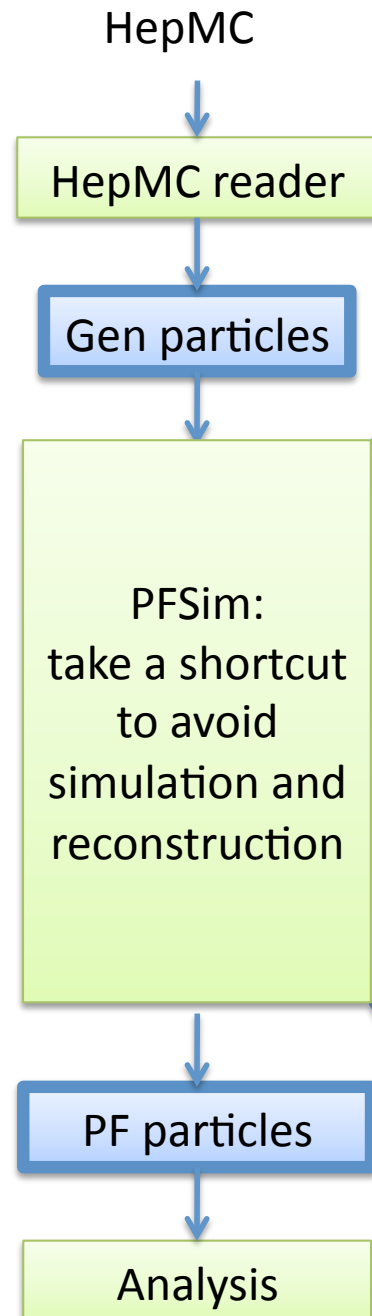 HepMC
HepMC reader
Gen particles
PFSim:
take a shortcut
to avoid
simulation and
reconstruction
PF particles
Analysis